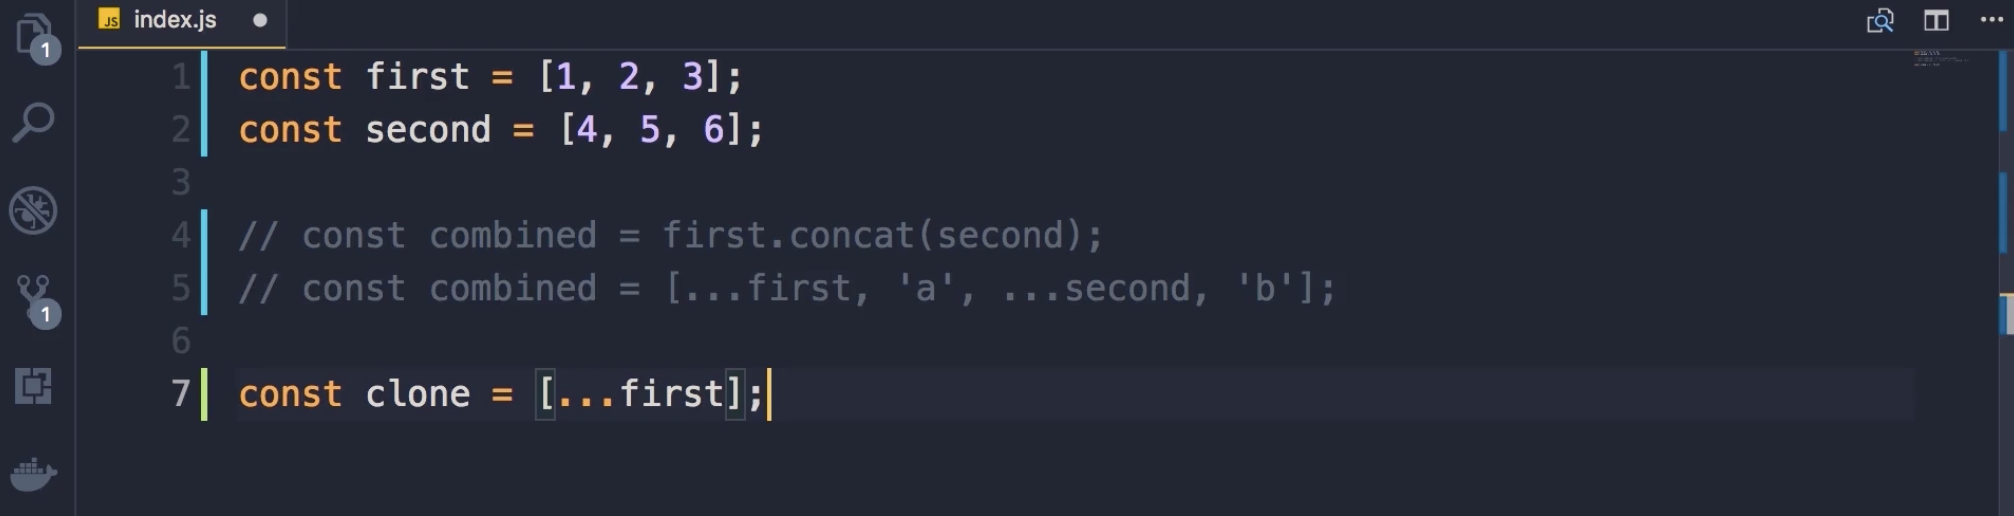 JS index.js
1
1 const first = [1, 2, 3];
2 const second = [4, 5, 6];
3
4 // const combined = first.concat(second);
5 // const combined = [...first, 'a', ...second, 'b'];
1
6
7 const clone = [...first];